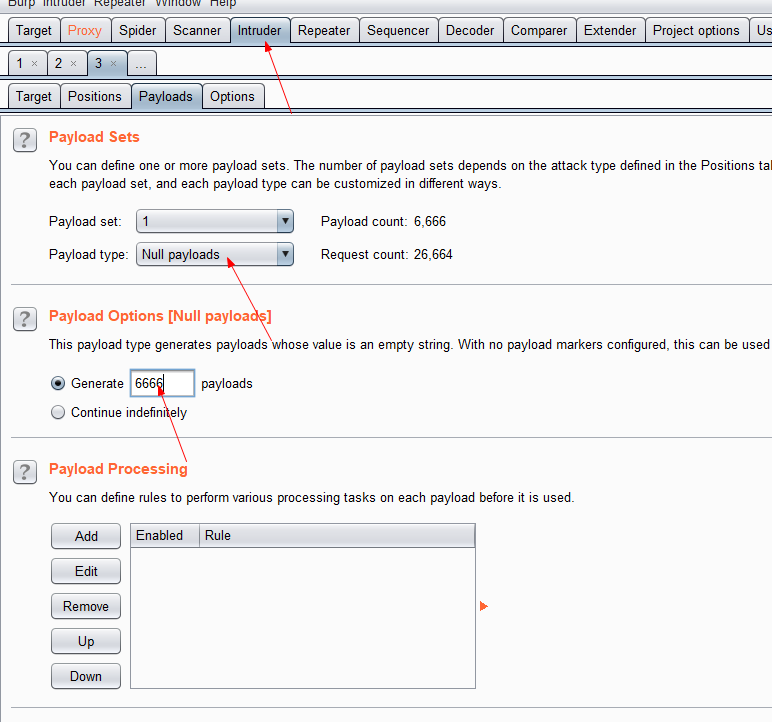 Burp Intruder Repeater Window Help
Target Proxy Spider Scanner Intruder Repeater Sequencer Decoder Comparer Extender Project options Us
1 × 2 × 3 × ...
Target Positions Payloads Options
? Payload Sets
You can define one or more payload sets. The number of payload sets depends on the attack type defined in the Positions tal
each payload set, and each payload type can be customized in different ways.
Payload set: 1 Payload count: 6,666
Payload type: Null payloads Request count: 26,664
? Payload Options [Null payloads]
This payload type generates payloads whose value is an empty string. With no payload markers configured, this can be used
Generate 6666 payloads
Continue indefinitely
? Payload Processing
You can define rules to perform various processing tasks on each payload before it is used.
Add Enabled Rule
Edit
Remove
Up
Down